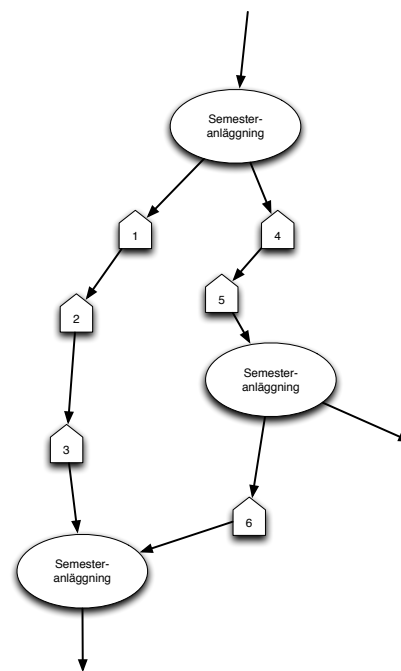 Semester-
anläggning
1
4
2
5
Semester-
anläggning
3
6
Semester-
anläggning